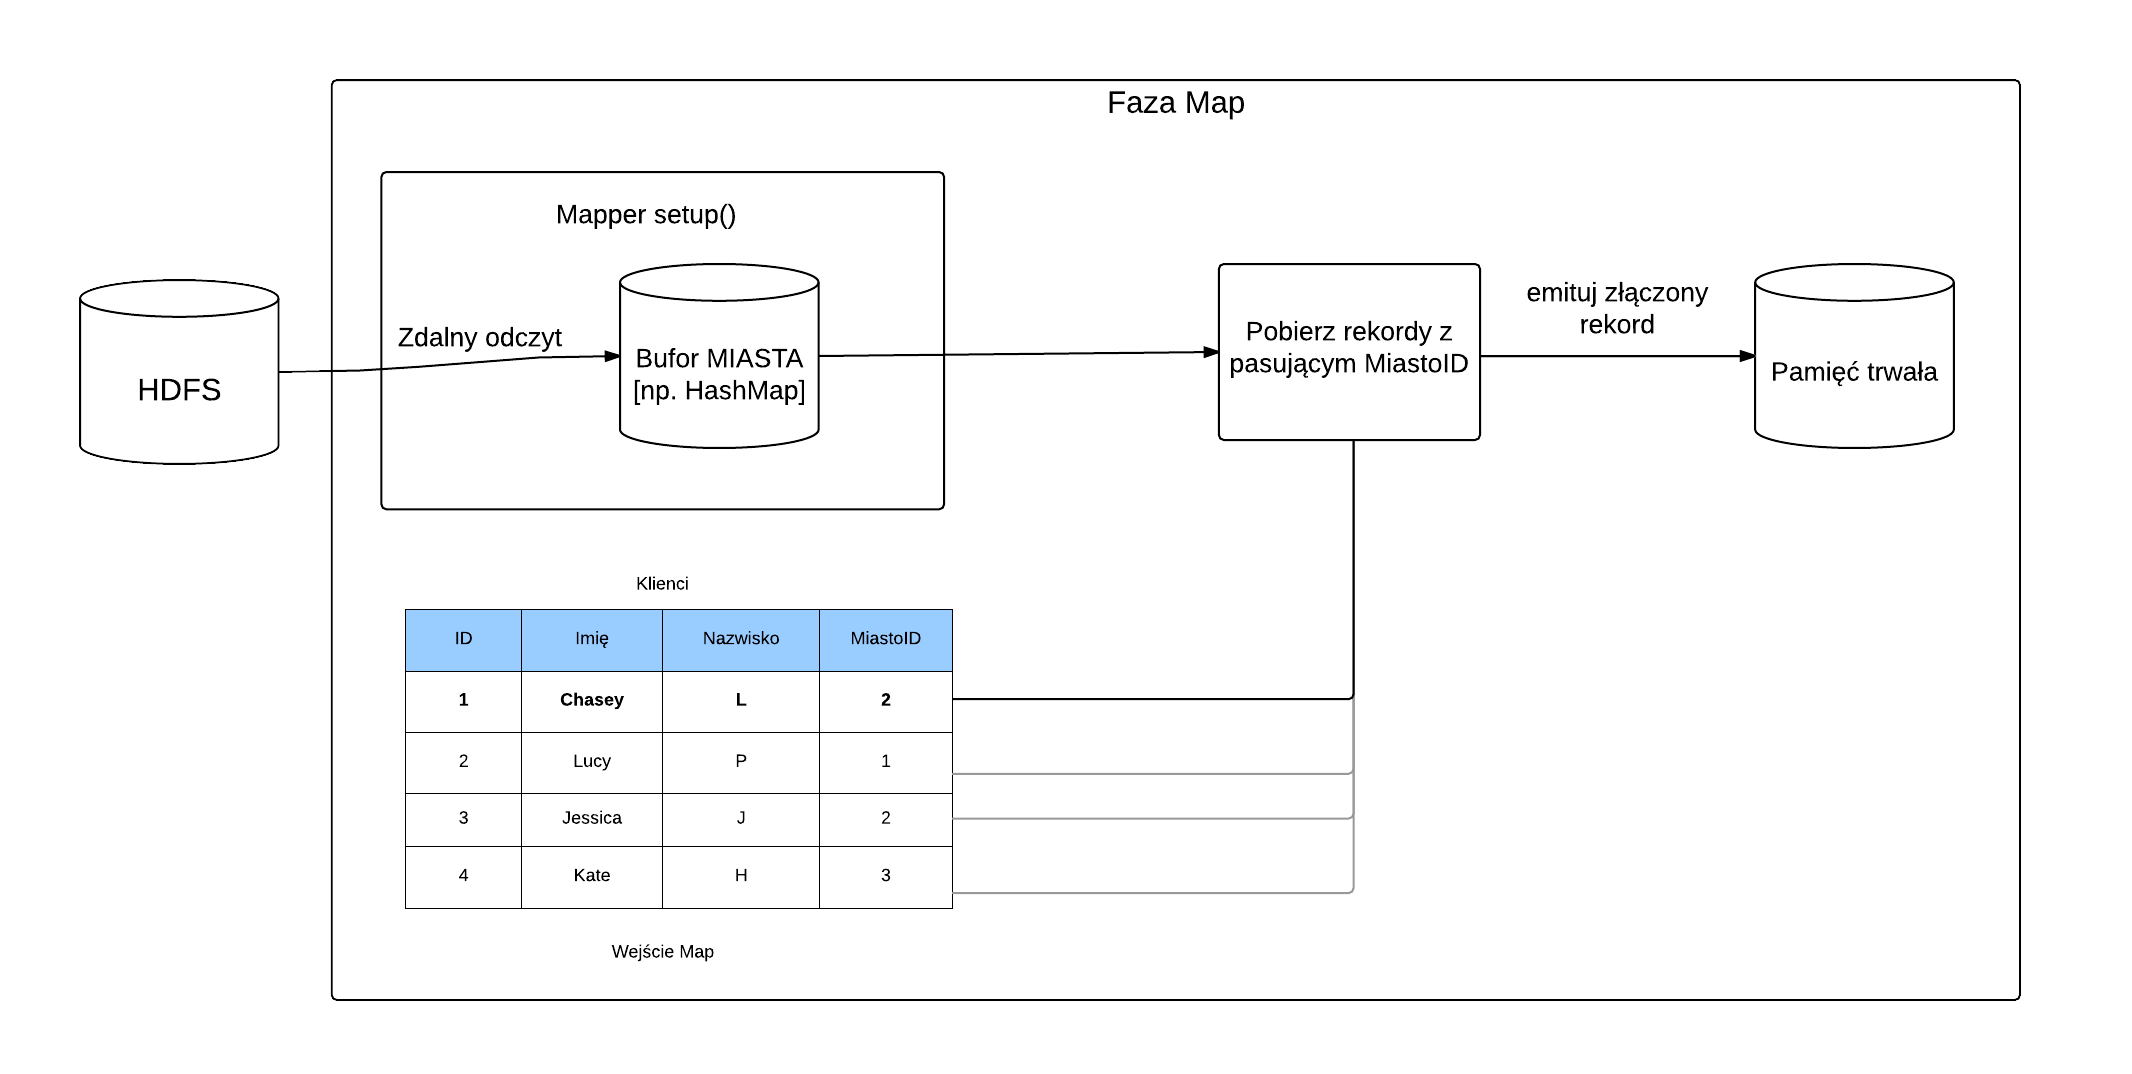 Faza Map
Mapper setup()
Zdalny odczyt
HDFS
Bufor MIASTA
[np. HashMap]
Pobierz rekordy z
pasującym MiastoID
emituj złączony
rekord
Pamięć trwała
Klienci
ID Imię Nazwisko MiastoID
1 Chasey L 2
2 Lucy P 1
3 Jessica J 2
4 Kate H 3
Wejście Map